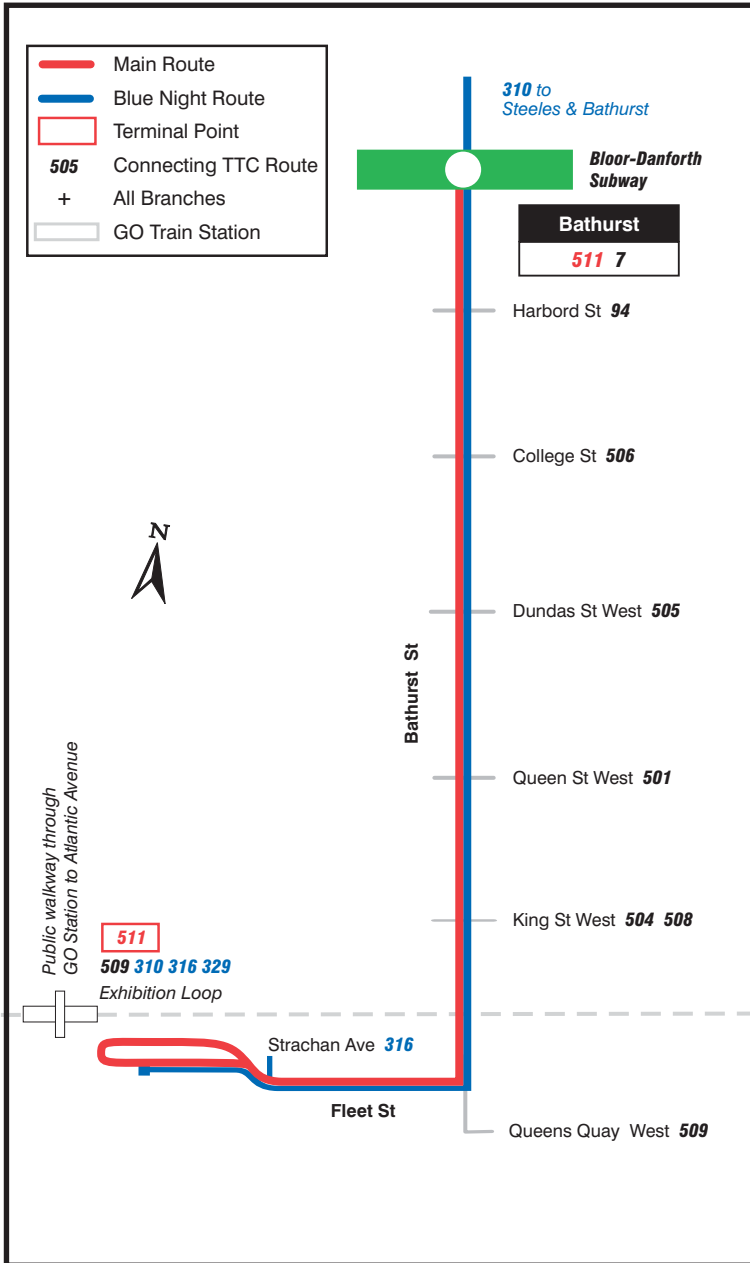 Main Route
Blue Night Route
Terminal Point
505 Connecting TTC Route
+ All Branches
GO Train Station
310 to
Steeles & Bathurst
Bloor-Danforth
Subway
Bathurst
511 7
Harbord St 94
College St 506
N
Dundas St West 505
Bathurst St
Queen St West 501
Public walkway through
GO Station to Atlantic Avenue
King St West 504 508
511
509 310 316 329
Exhibition Loop
Strachan Ave 316
Fleet St
Queens Quay West 509